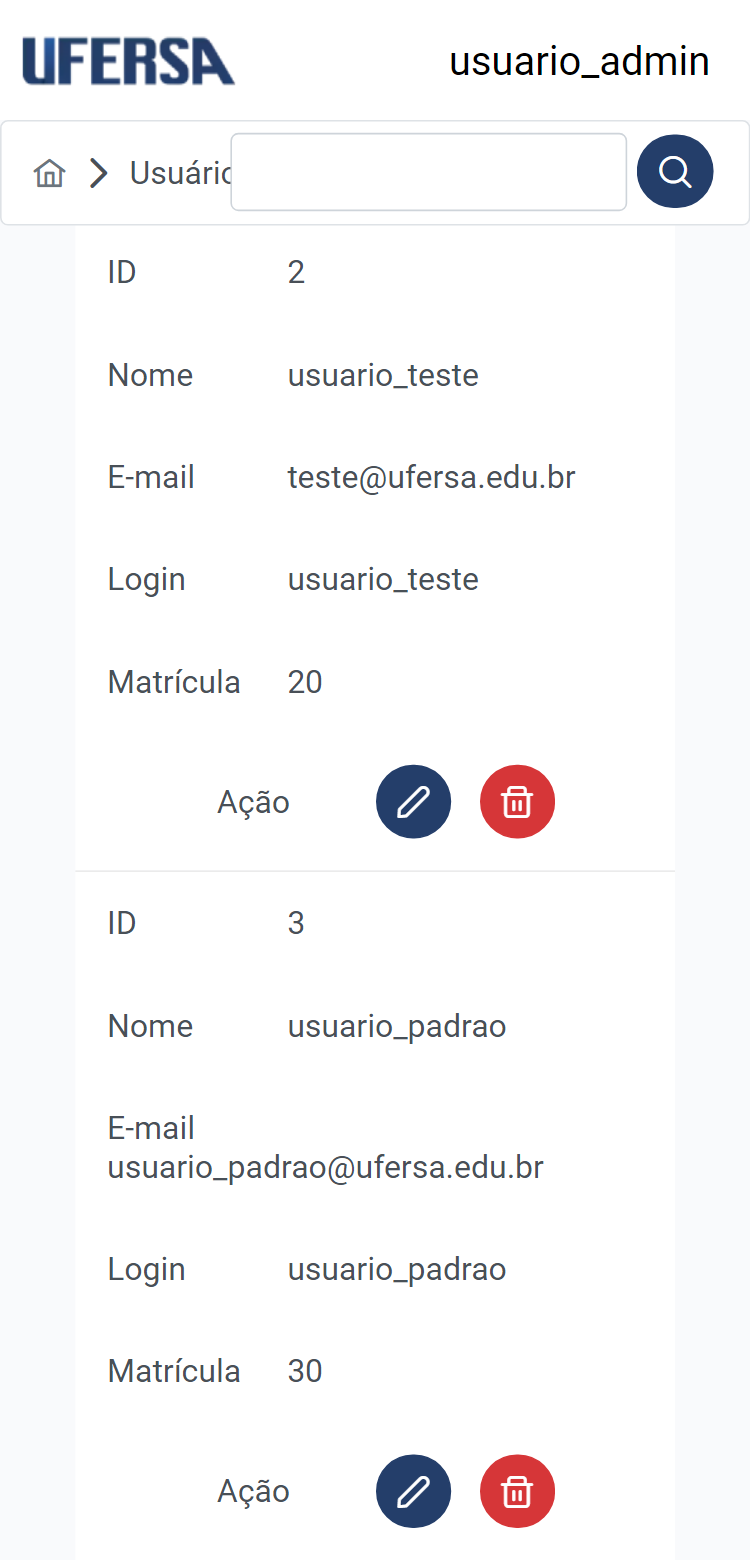 UFERSA
usuario_admin
Usuário
ID 2
Nome usuario_teste
E-mail teste@ufersa.edu.br
Login usuario_teste
Matrícula 20
Ação
ID 3
Nome usuario_padrao
E-mail
usuario_padrao@ufersa.edu.br
Login usuario_padrao
Matrícula 30
Ação